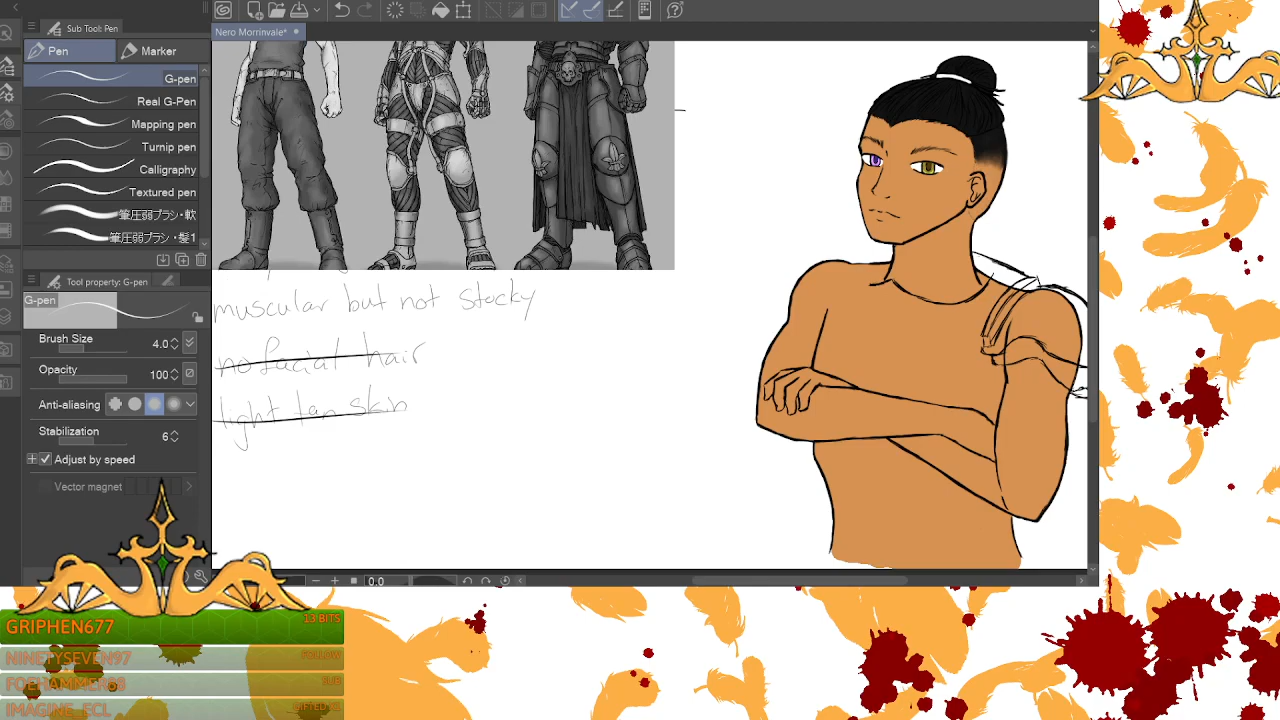 Sub Tool: Pen
Pen
Marker
G-pen
Real G-Pen
Mapping pen
Turnip pen
Calligraphy
Textured pen
筆圧弱ブラシ・軟
筆圧弱ブラシ・髪1
Tool property: G-pen
G-pen
Brush Size
4.0
Opacity
100
Anti-aliasing
Stabilization
6
Adjust by speed
Vector magnet
Nero Morrinvale*
muscular but not stocky
no facial hair
light tan skin
0.0
GRIPHEN677
13 BITS
NINETYSEVEN97
FOLLOW
FOEHAMMER88
SUB
IMAGINE_ECL